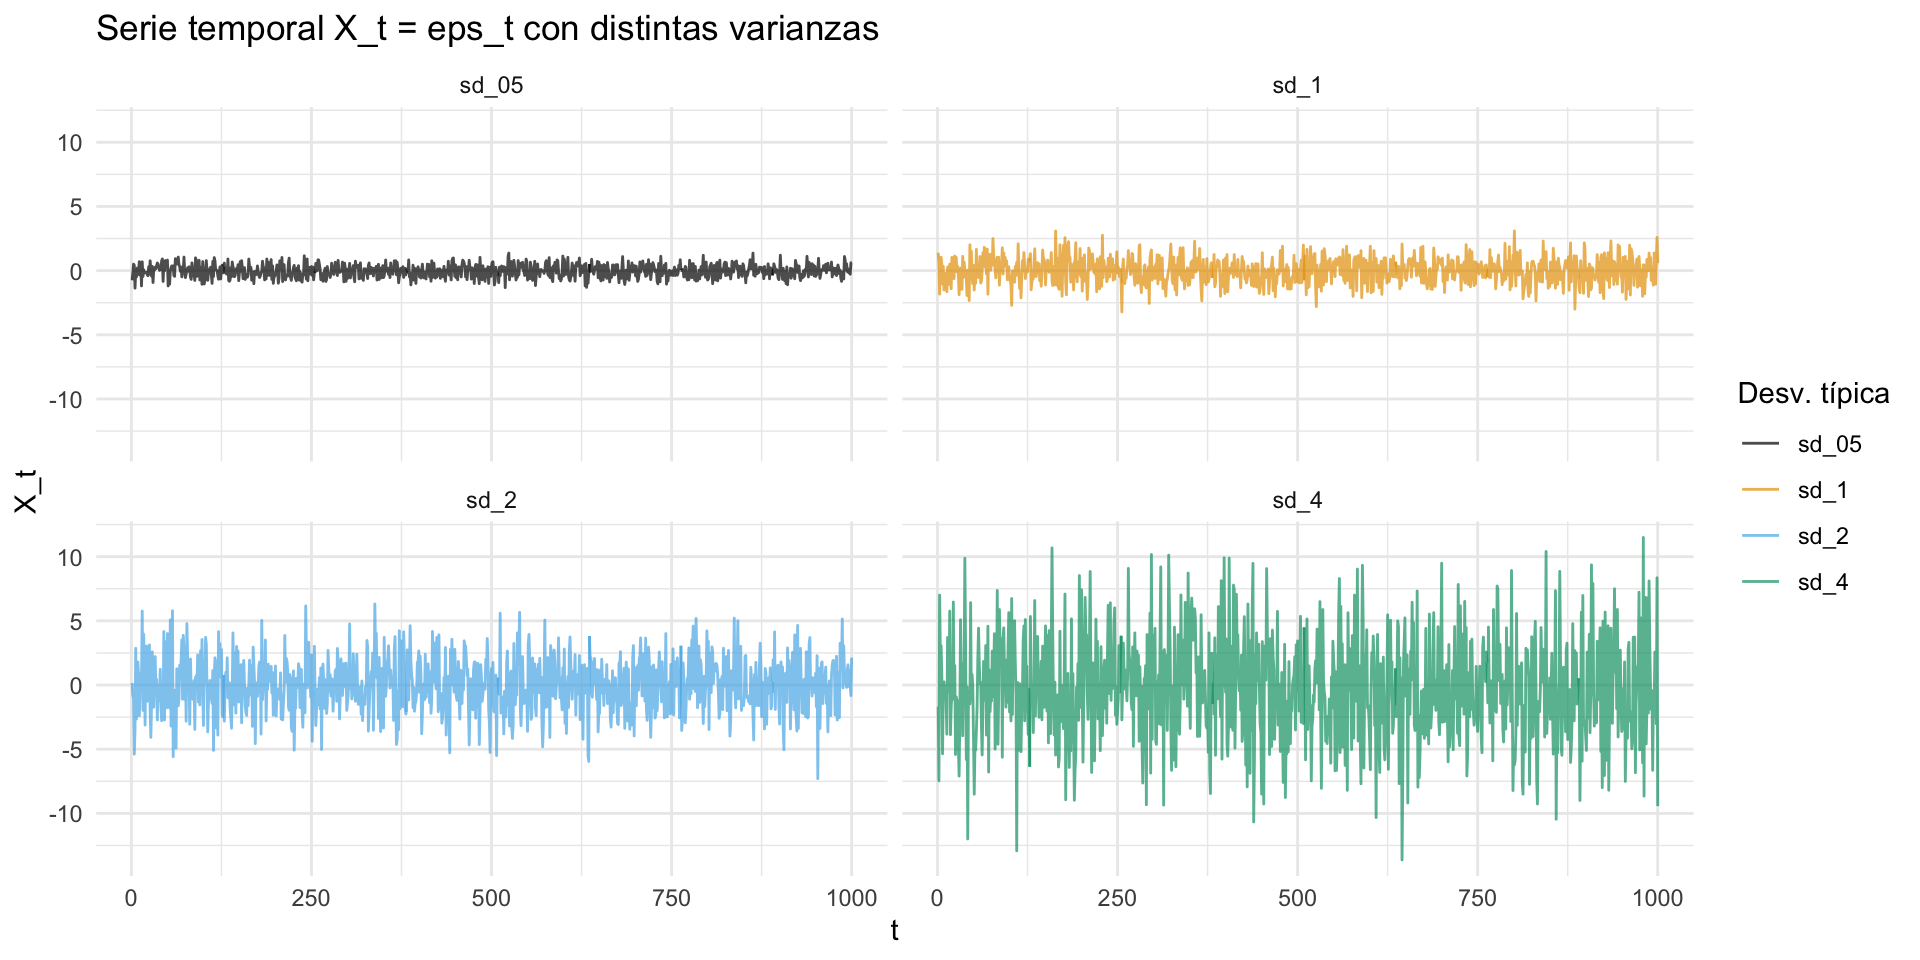 Serie temporal X_t = eps_t con distintas varianzas
sd_05
sd_1
10
5
0
-5
-10
sd_2
sd_4
10
5
0
-5
-10
0 250 500 750 1000
0 250 500 750 1000
t
X_t
Desv. típica
sd_05
sd_1
sd_2
sd_4